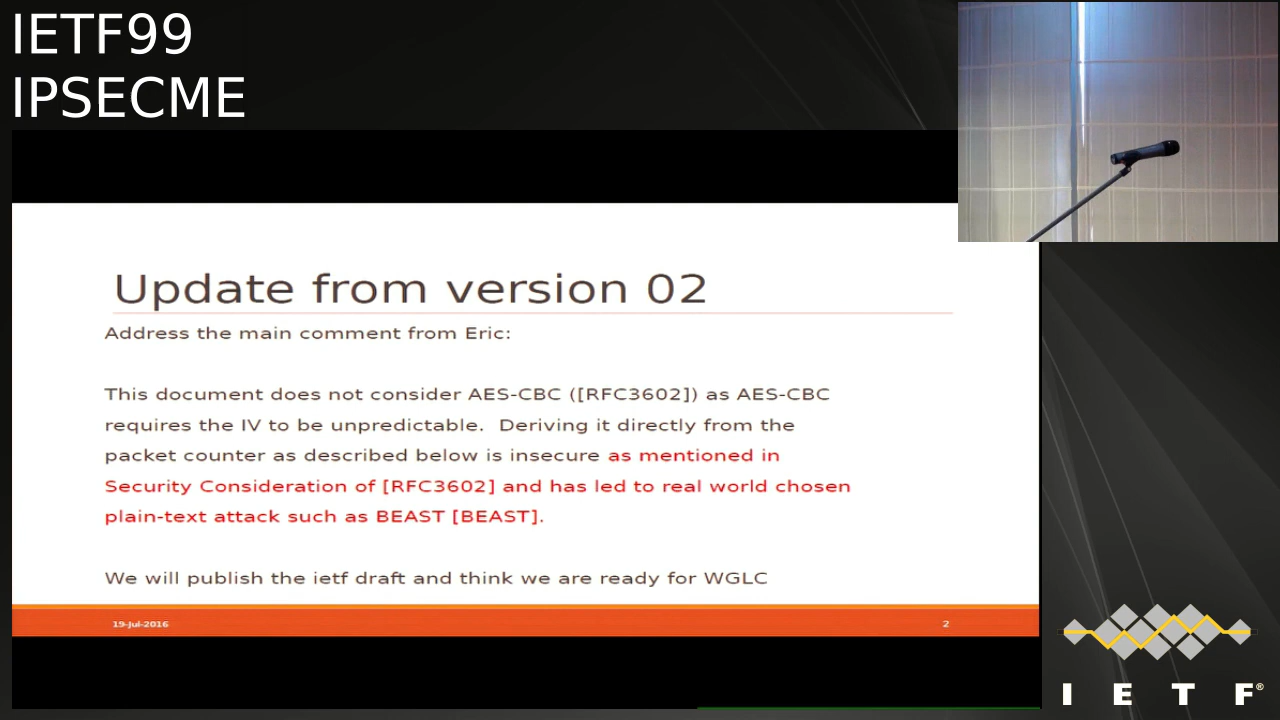 IETF99
IPSECME
Update from version 02
Address the main comment from Eric:
This document does not consider AES-CBC ([RFC3602]) as AES-CBC
requires the IV to be unpredictable.  Deriving it directly from the
packet counter as described below is insecure as mentioned in
Security Consideration of [RFC3602] and has led to real world chosen
plain-text attack such as BEAST [BEAST].
We will publish the ietf draft and think we are ready for WGLC
19-Jul-2016
2
I E T F®